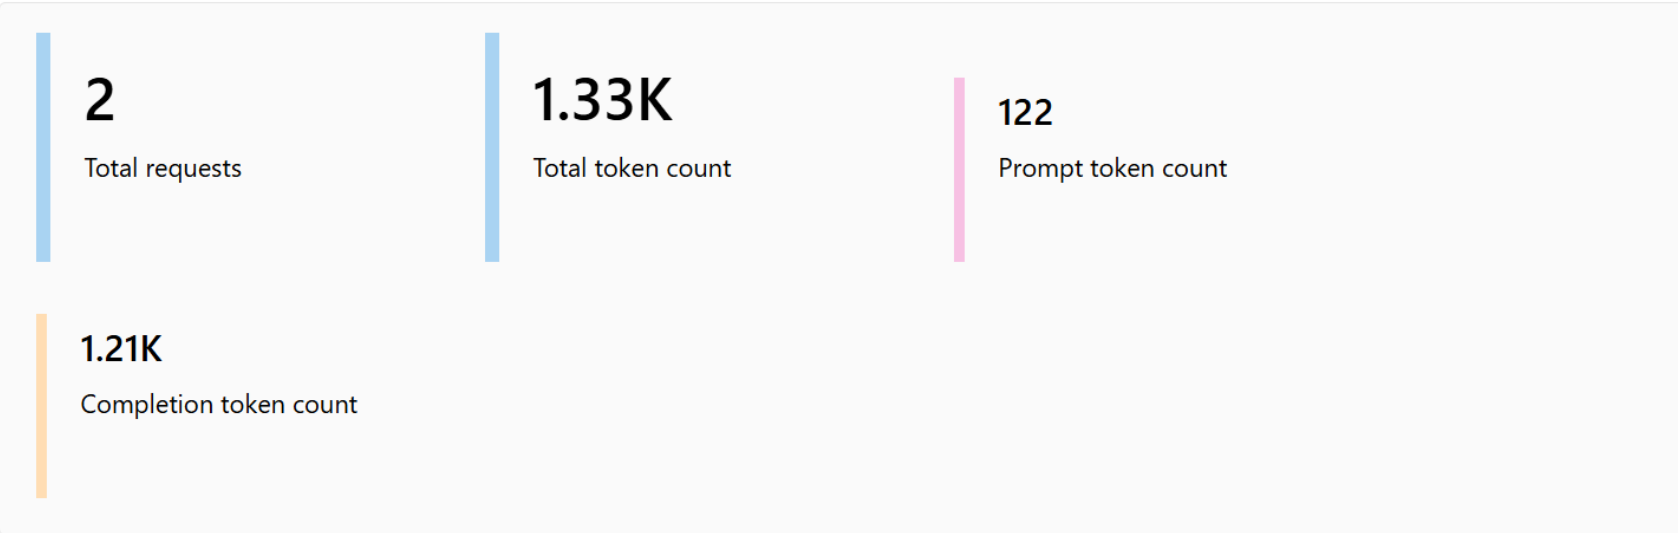 2
Total requests
1.33K
Total token count
122
Prompt token count
1.21K
Completion token count